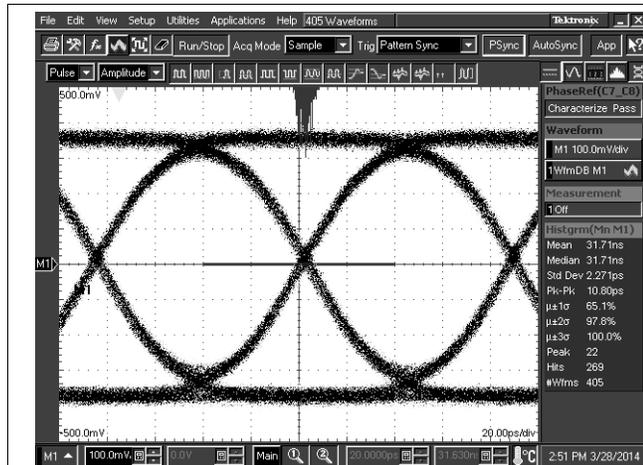 File Edit View Setup Utilities Applications Help 405 Waveforms Tektronix
Run/Stop Acq Mode Sample Trig Pattern Sync PSync AutoSync App
Pulse Amplitude
500.0mV
PhaseRef(C7_C8)
Characterize Pass
Waveform
M1 100.0mV/div
1 WfmDB M1
Measurement
1 Off
Histgrm(Mn M1)
Mean 31.71ns
Median 31.71ns
Std Dev 2.271ps
Pk-Pk 10.80ps
µ±1σ 65.1%
µ±2σ 97.8%
µ±3σ 100.0%
Peak 22
Hits 269
#Wfms 405
M1
-500.0mV 20.00ps/div
M1 100.0mV 0.0V Main 1 2 20.0000ps 31.630n °C 2:51 PM 3/28/2014